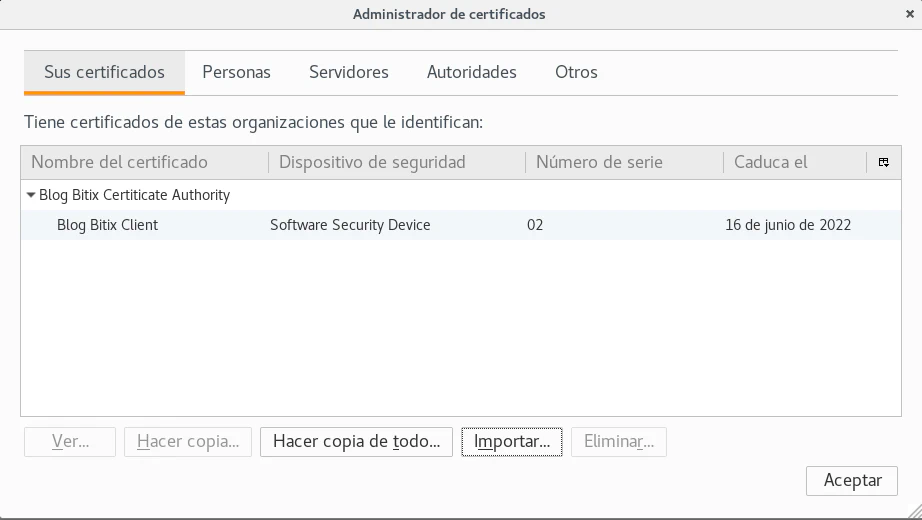 Administrador de certificados
Sus certificados Personas Servidores Autoridades Otros
Tiene certificados de estas organizaciones que le identifican:
Nombre del certificado Dispositivo de seguridad Número de serie Caduca el
Blog Bitix Certiticate Authority
Blog Bitix Client Software Security Device 02 16 de junio de 2022
Ver... Hacer copia... Hacer copia de todo... Importar... Eliminar...
Aceptar